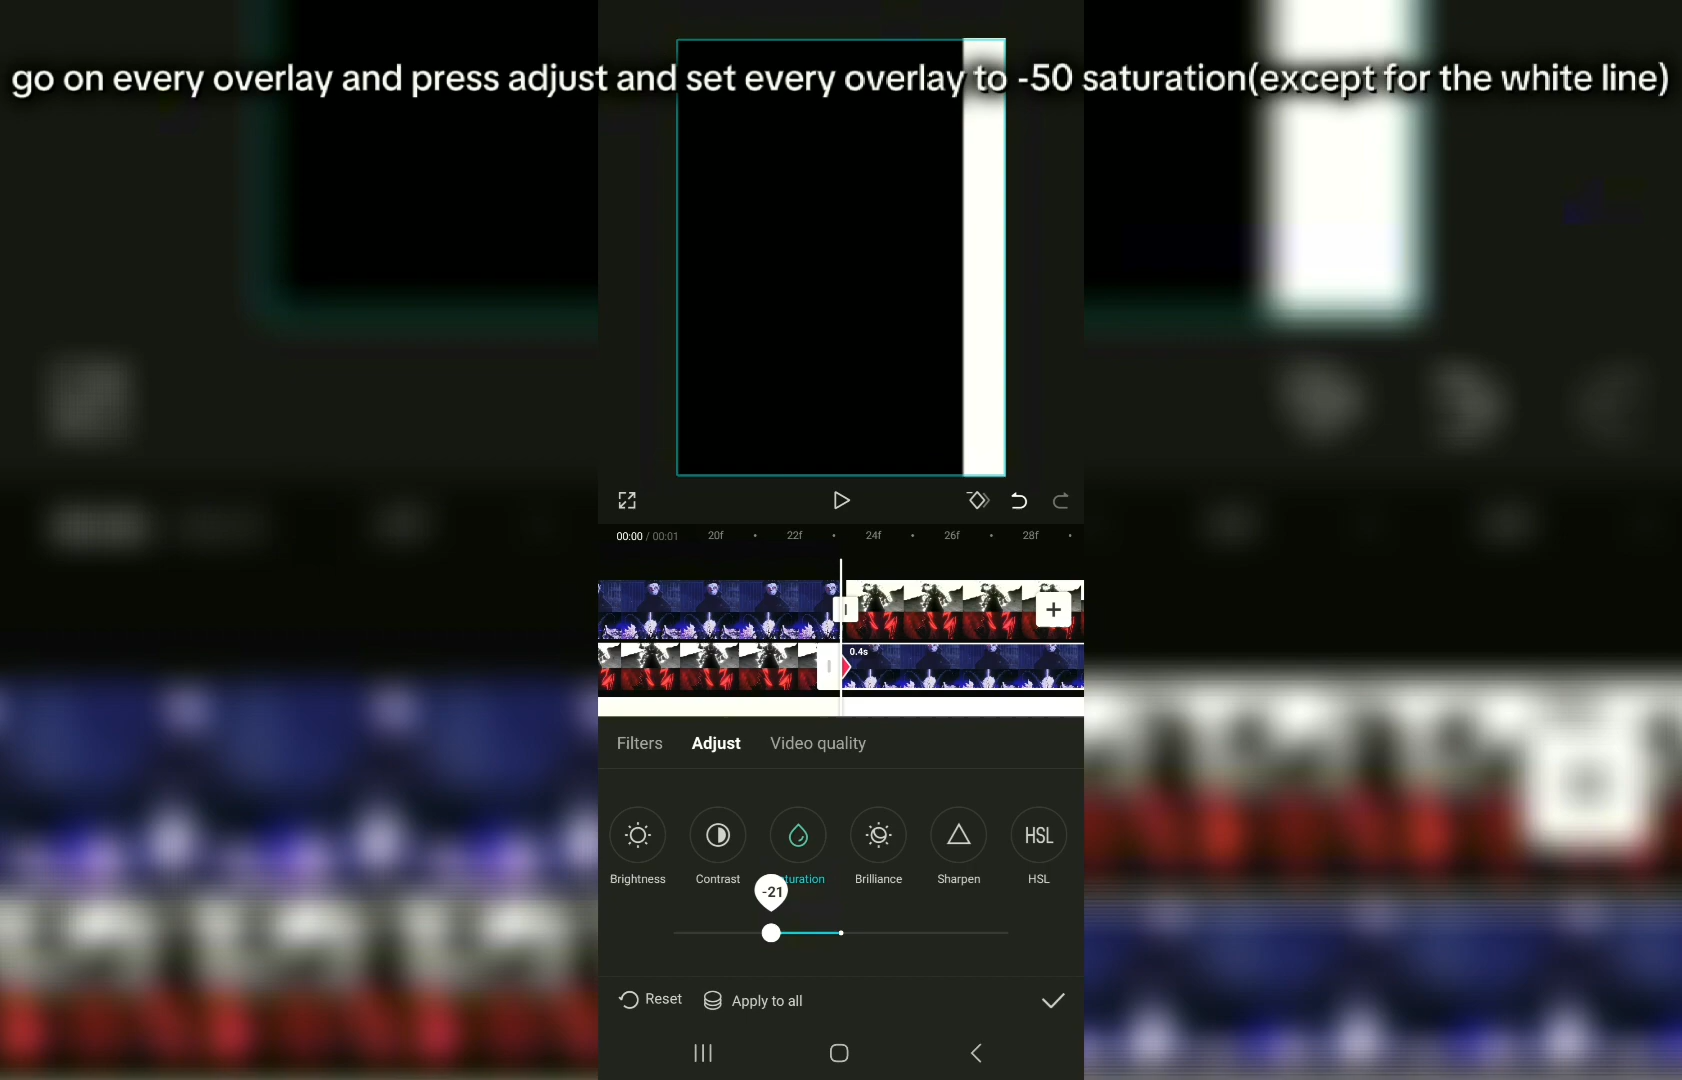 go on every overlay and press adjust and set every overlay to -50 saturation(except for the white line)
00:00 / 00:01 20f 22f 24f 26f 28f
0.4s
Filters Adjust Video quality
HSL
Brightness Contrast turation Brilliance Sharpen HSL
-21
Reset Apply to all